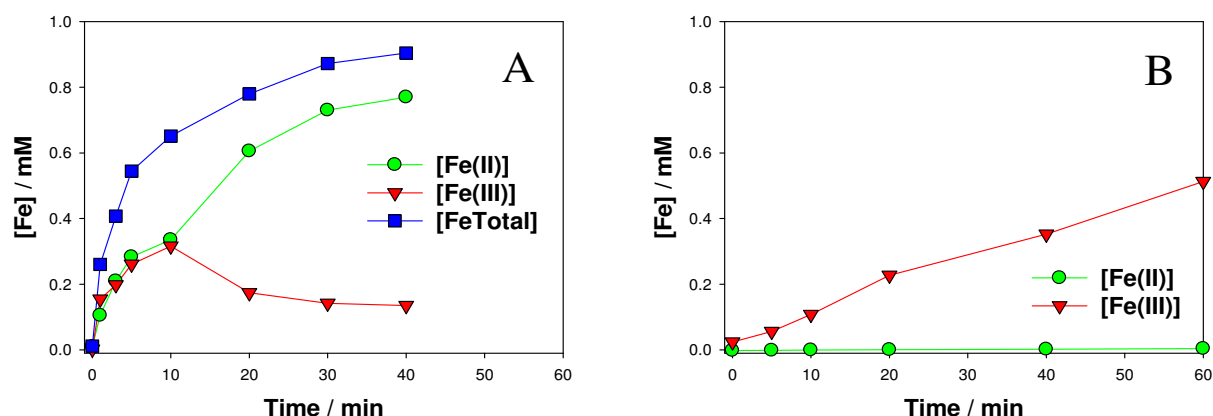 A
[Fe] / mM
1.0
0.8
0.6
0.4
0.2
0.0
[Fe(II)]
[Fe(III)]
[FeTotal]
0 10 20 30 40 50 60
Time / min
B
[Fe] / mM
1.0
0.8
0.6
0.4
0.2
0.0
[Fe(II)]
[Fe(III)]
0 10 20 30 40 50 60
Time / min